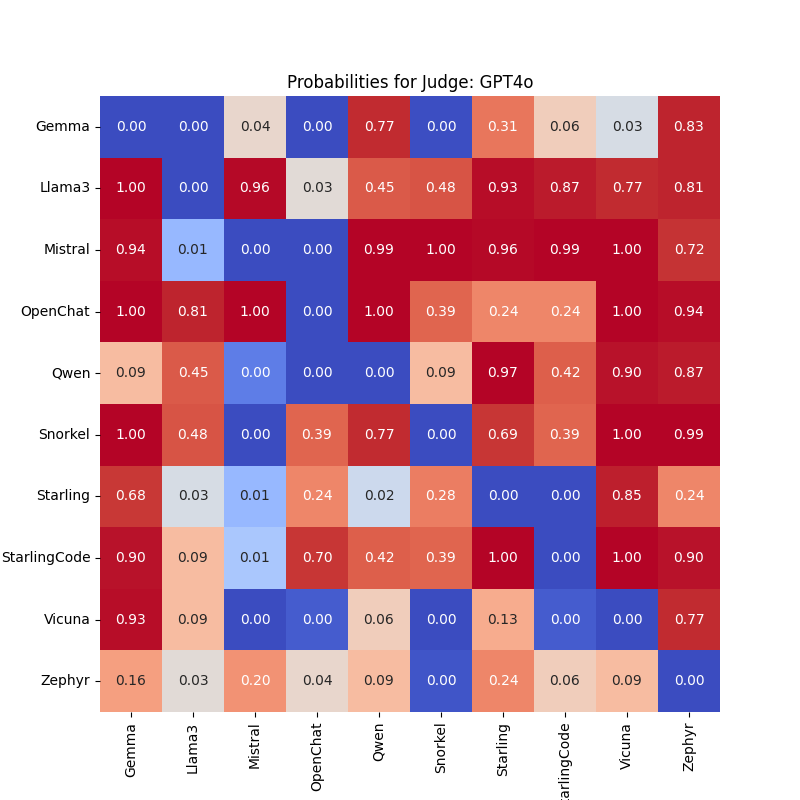 Probabilities for Judge: GPT4o
Gemma 0.00 0.00 0.04 0.00 0.77 0.00 0.31 0.06 0.03 0.83
Llama3 1.00 0.00 0.96 0.03 0.45 0.48 0.93 0.87 0.77 0.81
Mistral 0.94 0.01 0.00 0.00 0.99 1.00 0.96 0.99 1.00 0.72
OpenChat 1.00 0.81 1.00 0.00 1.00 0.39 0.24 0.24 1.00 0.94
Qwen 0.09 0.45 0.00 0.00 0.00 0.09 0.97 0.42 0.90 0.87
Snorkel 1.00 0.48 0.00 0.39 0.77 0.00 0.69 0.39 1.00 0.99
Starling 0.68 0.03 0.01 0.24 0.02 0.28 0.00 0.00 0.85 0.24
StarlingCode 0.90 0.09 0.01 0.70 0.42 0.39 1.00 0.00 1.00 0.90
Vicuna 0.93 0.09 0.00 0.00 0.06 0.00 0.13 0.00 0.00 0.77
Zephyr 0.16 0.03 0.20 0.04 0.09 0.00 0.24 0.06 0.09 0.00
Gemma Llama3 Mistral OpenChat Qwen Snorkel Starling arlingCode Vicuna Zephyr